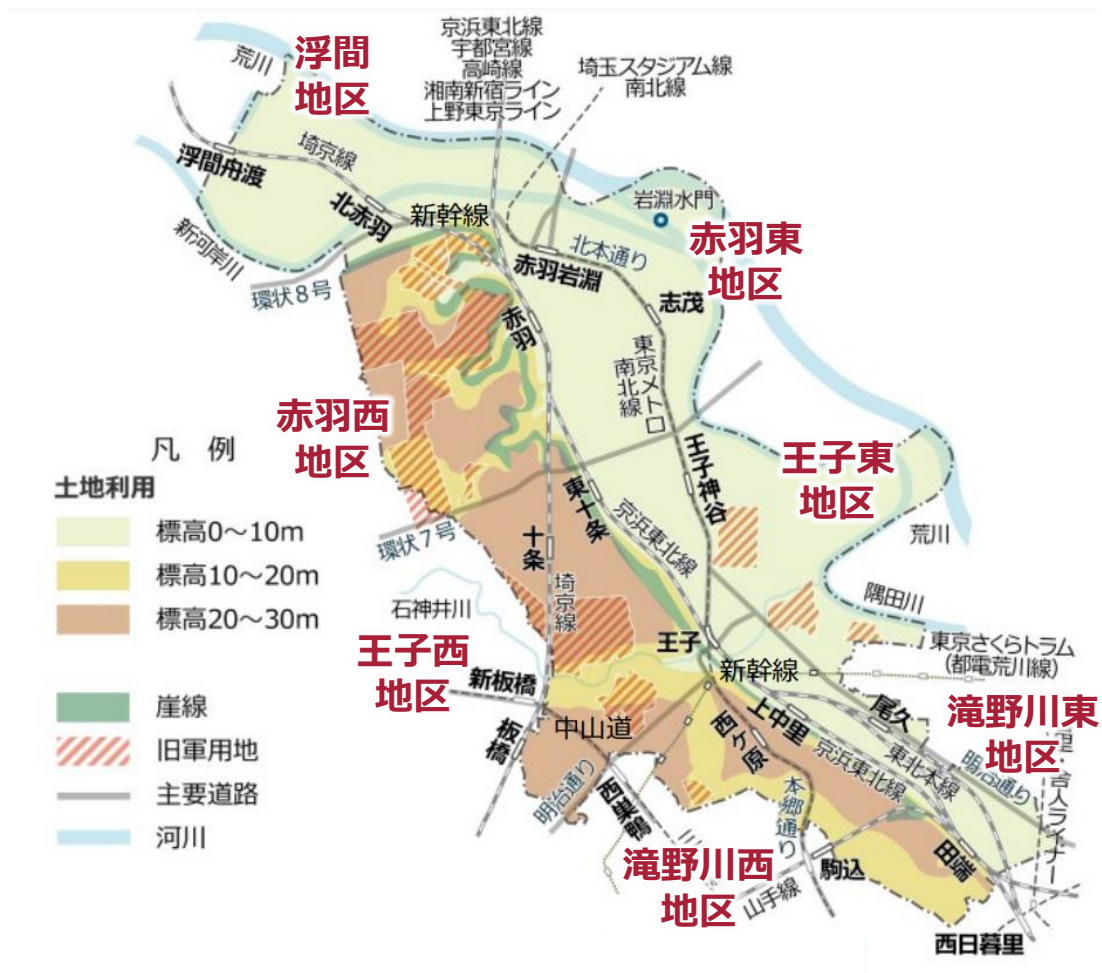 京浜東北線
宇都宮線
高崎線
湘南新宿ライン
上野東京ライン
埼玉スタジアム線
南北線
荒川
浮間
地区
埼京線
浮間舟渡
北赤羽
新幹線
新河岸川
環状8号
岩淵水門
赤羽東
地区
北本通り
赤羽岩淵
志茂
赤羽
東京メトロ
南北線
赤羽西
地区
王子神谷
王子東
地区
荒川
隅田川
凡 例
土地利用
標高0～10m
標高10～20m
標高20～30m
崖線
旧軍用地
主要道路
河川
環状7号
東十条
京浜東北線
十条
埼京線
石神井川
王子西
地区
王子
新幹線
東京さくらトラム
(都電荒川線)
新板橋
板橋
中山道
西ケ原
上中里
尾久
滝野川東
地区
京浜東北線
東北本線
明治通り
明治通り
西巣鴨
本郷通り
滝野川西
地区
駒込
山手線
田端
・舎人ライナー
西日暮里